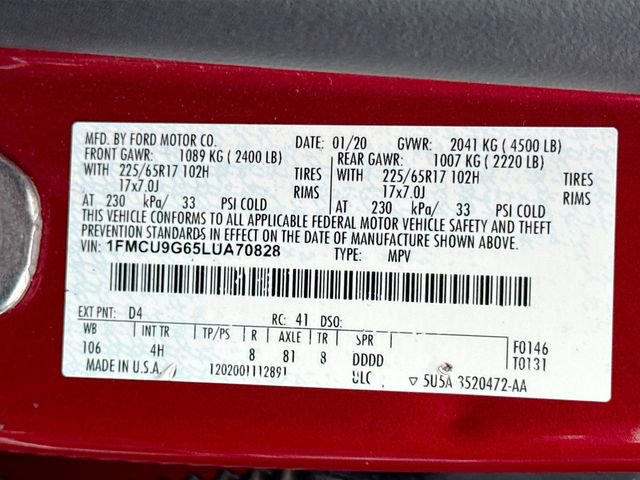 MFD. BY FORD MOTOR CO. DATE: 01/20 GVWR: 2041 KG ( 4500 LB)
FRONT GAWR: 1089 KG ( 2400 LB) REAR GAWR: 1007 KG ( 2220 LB)
WITH 225/65R17 102H TIRES WITH 225/65R17 102H TIRES
17x7.0J RIMS 17x7.0J RIMS
AT 230 kPa/ 33 PSI COLD AT 230 kPa/ 33 PSI COLD
THIS VEHICLE CONFORMS TO ALL APPLICABLE FEDERAL MOTOR VEHICLE SAFETY AND THEFT
PREVENTION STANDARDS IN EFFECT ON THE DATE OF MANUFACTURE SHOWN ABOVE.
VIN: 1FMCU9G65LUA70828 TYPE: MPV
EXT PNT: D4 RC: 41 DSO:
WB INT TR TP/PS R AXLE TR SPR F0146
106 4H 8 81 8 DDDD T0131
MADE IN U.S.A. 1202001112891 ULC ▽ 5U5A 3520472-AA